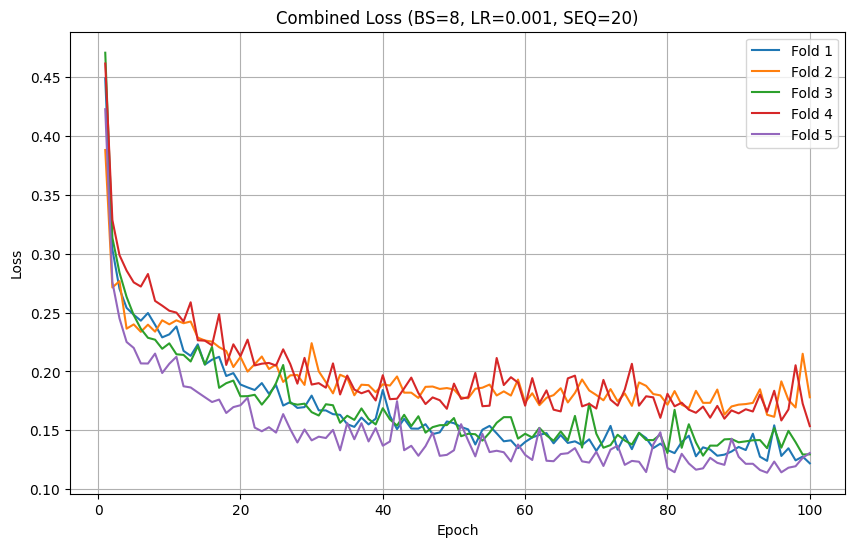 Combined Loss (BS=8, LR=0.001, SEQ=20)
Fold 1
Fold 2
Fold 3
Fold 4
Fold 5
Loss
0.45
0.40
0.35
0.30
0.25
0.20
0.15
0.10
0
20
40
60
80
100
Epoch